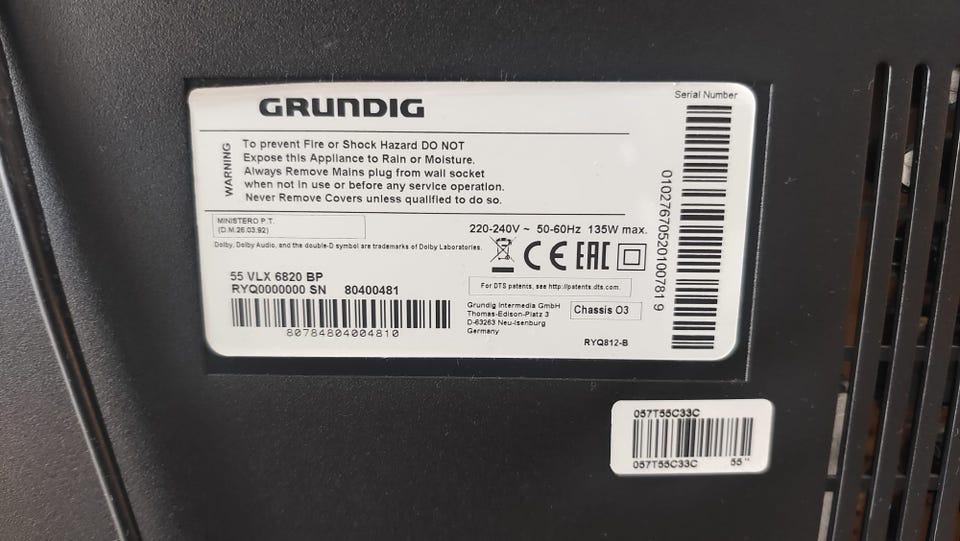 GRUNDIG
Serial Number
WARNING
To prevent Fire or Shock Hazard DO NOT
Expose this Appliance to Rain or Moisture.
Always Remove Mains plug from wall socket
when not in use or before any service operation.
Never Remove Covers unless qualified to do so.
MINISTERO P.T.
(D.M.26.03.92)
220-240V ~ 50-60Hz 135W max.
Dolby, Dolby Audio, and the double-D symbol are trademarks of Dolby Laboratories.
CE EAC
For DTS patents, see http://patents.dts.com.
55 VLX 6820 BP
RYQ0000000 SN 80400481
80784804004810
Grundig Intermedia GmbH
Thomas-Edison-Platz 3
D-63263 Neu-Isenburg
Germany
Chassis O3
RYQ812-B
01027670520100781 9
057T55C33C
057T55C33C 55"